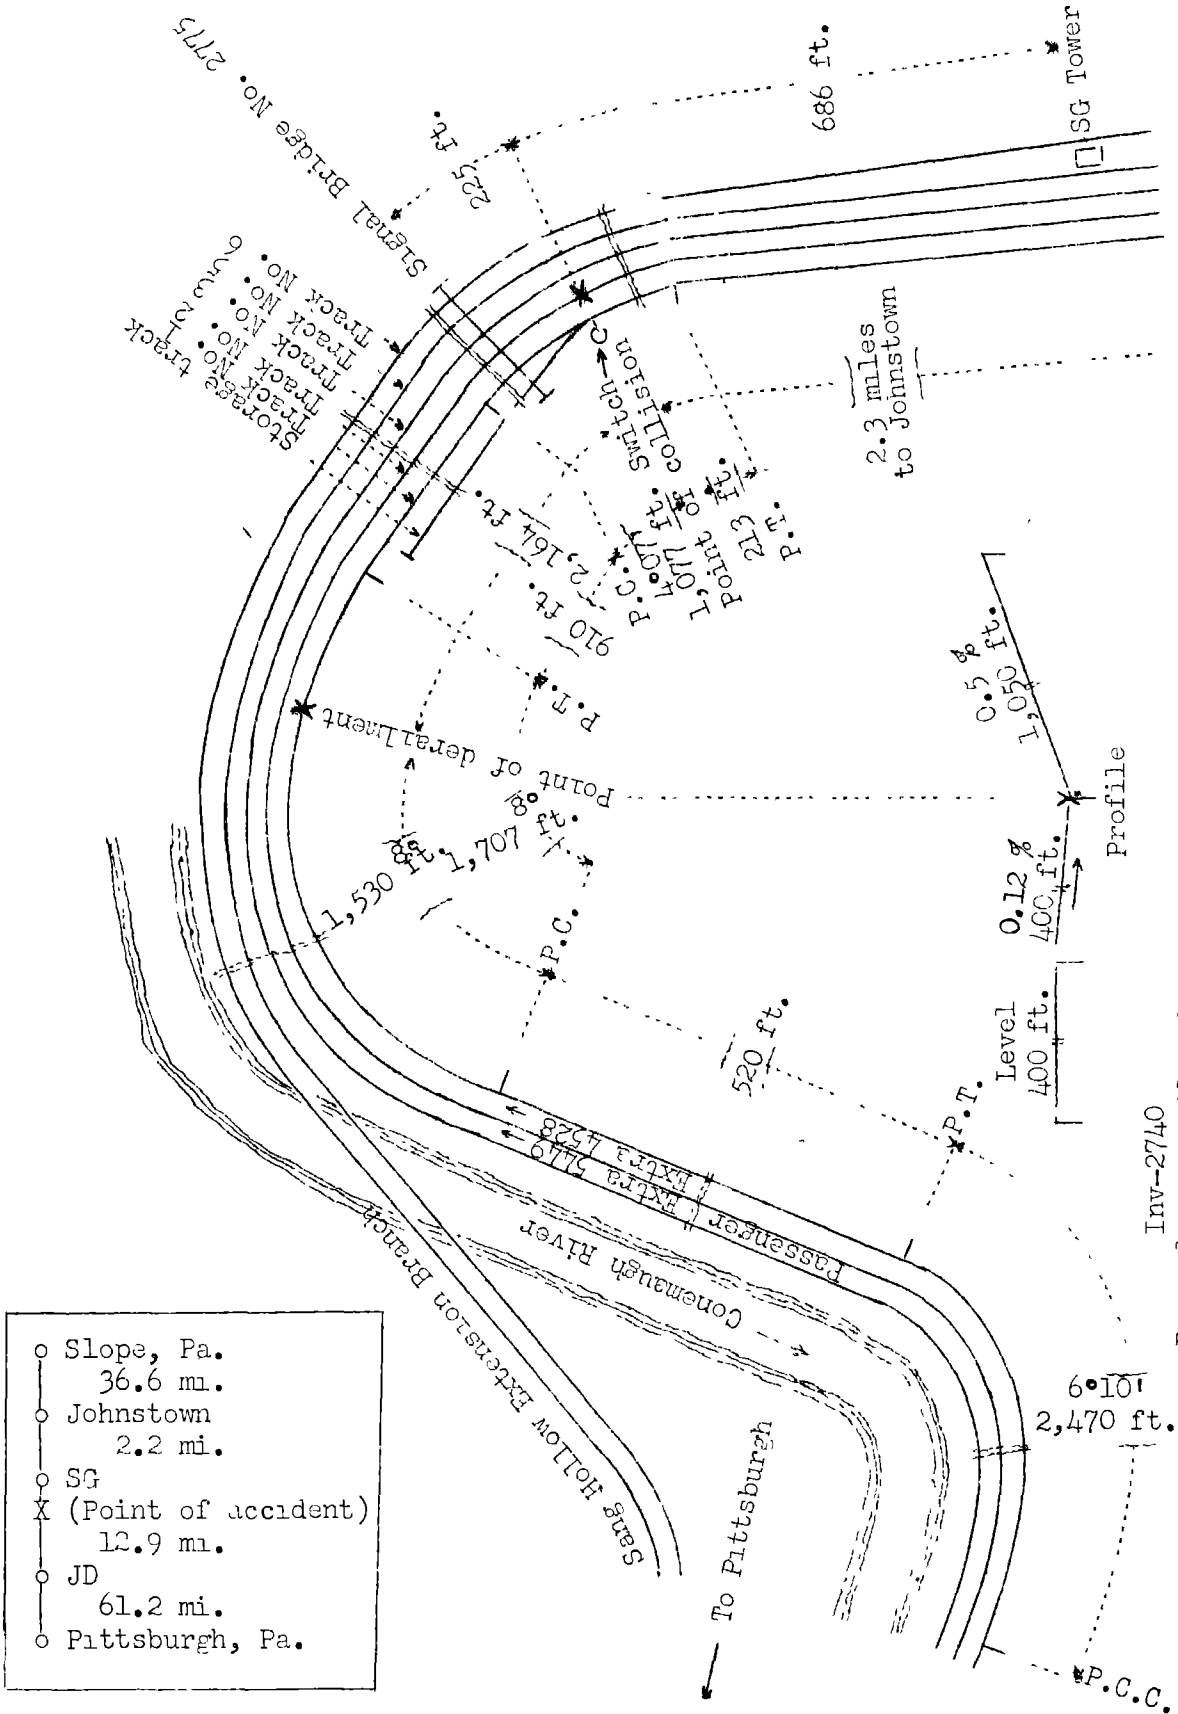 Signal Bridge No. 2775
Track No. 6
Track No. 5
Track No. 3
Track No. 2
Track No. 1
Storage track
225 ft.
686 ft.
SG Tower
Switch
2.3 miles
to Johnstown
2,164 ft.
910 ft.
P.C.
4°07'
1,077 ft.
Point of collision
213 ft.
P.T.
Point of derailment
P.T.
8°
1,530 ft.
8°
1,707 ft.
P.C.
520 ft.
P.T.
0.5 %
1,050 ft.
0.12 %
400 ft.
Level
400 ft.
Profile
Extra 4528
Passenger Extra 5449
Conemaugh River
Sang Hollow Extension Branch
To Pittsburgh
6°10'
2,470 ft.
P.C.C.
Inv-2740
Slope, Pa.
36.6 mi.
Johnstown
2.2 mi.
SG
X (Point of accident)
12.9 mi.
JD
61.2 mi.
Pittsburgh, Pa.